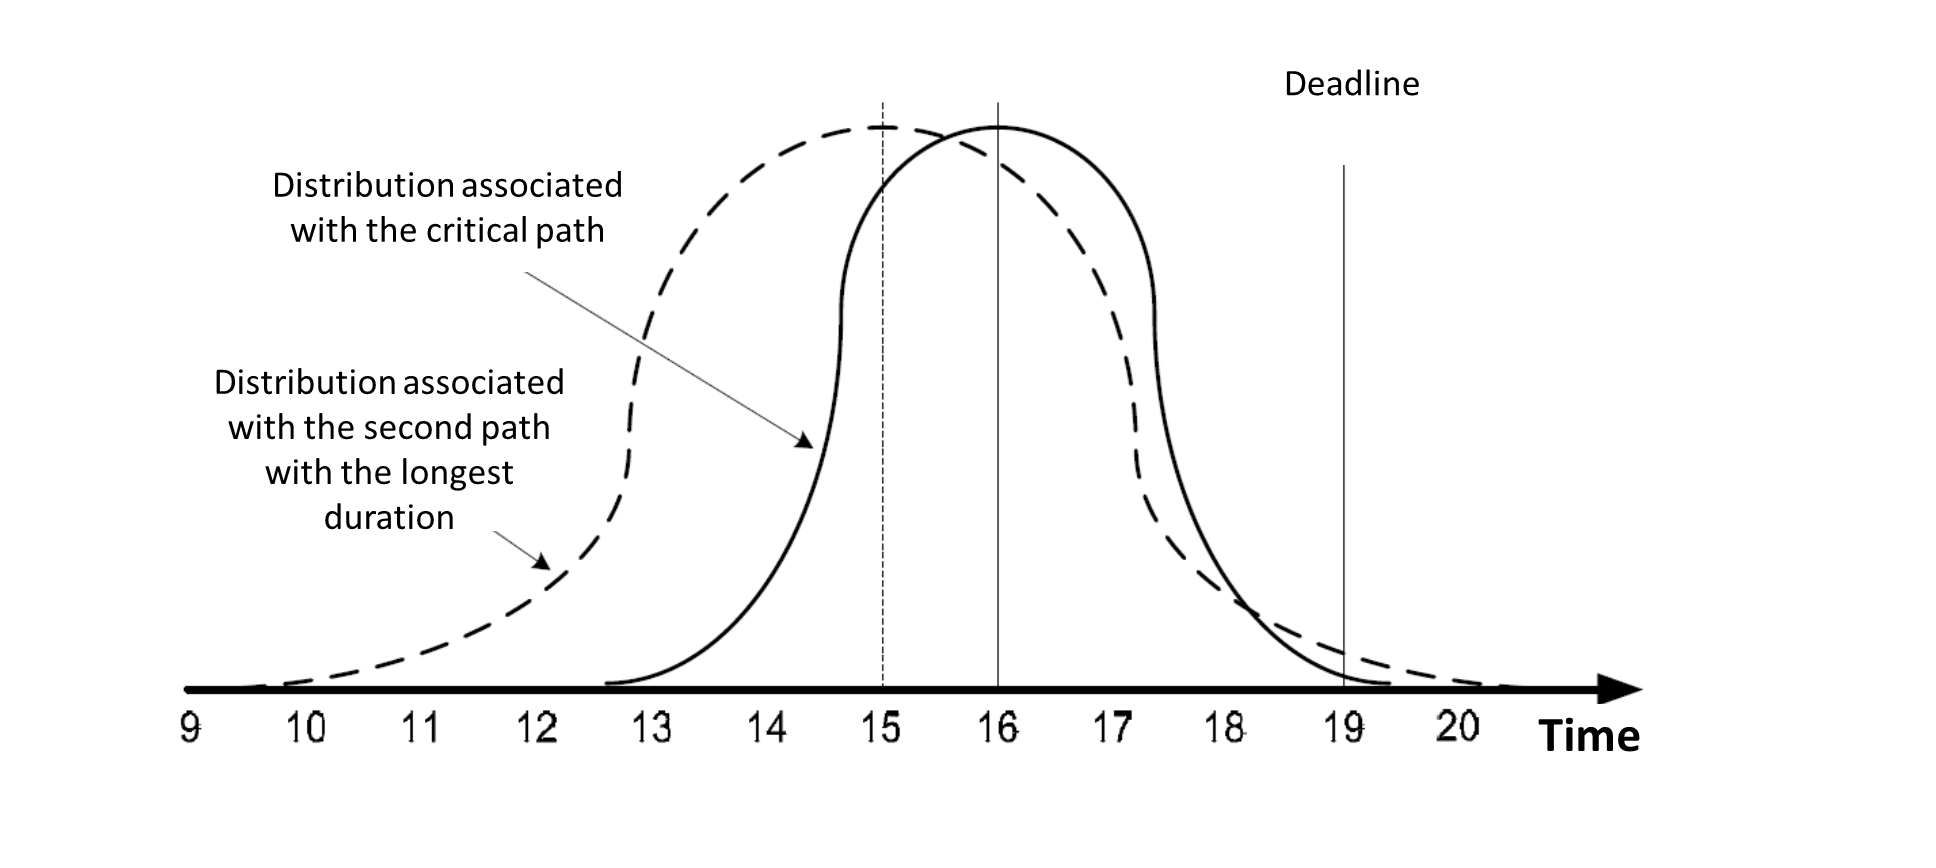 Deadline
Distribution associated
with the critical path
Distribution associated
with the second path
with the longest
duration
9 10 11 12 13 14 15 16 17 18 19 20 Time